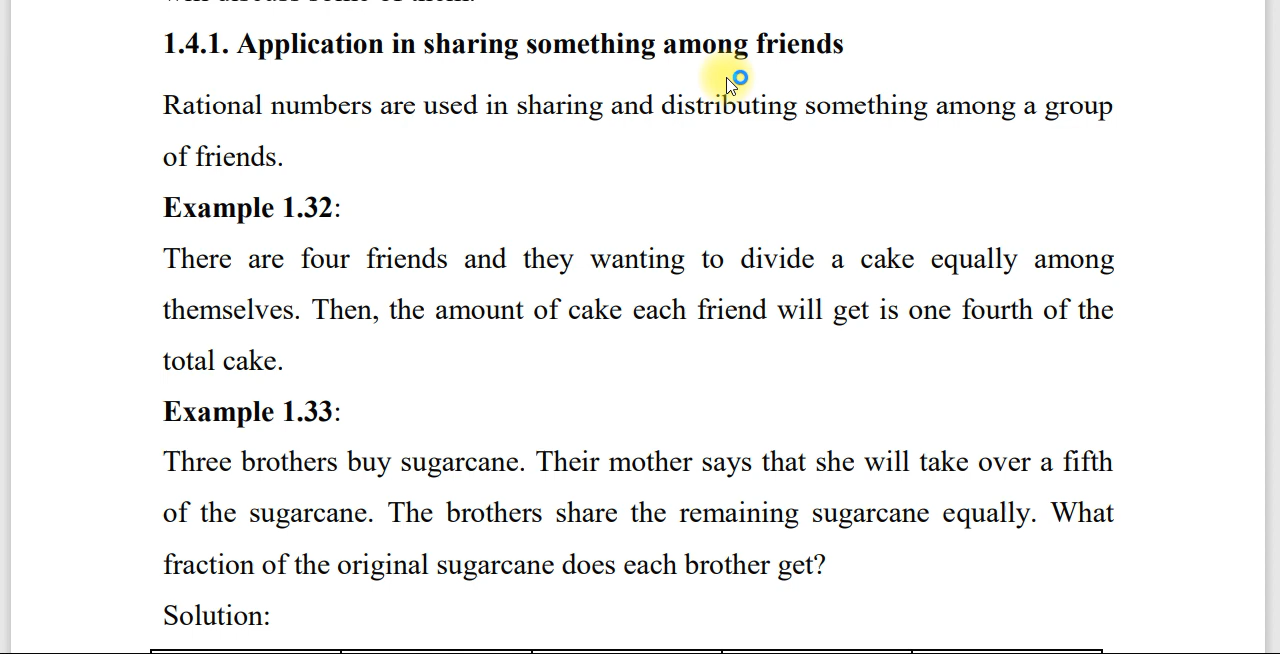 1.4.1. Application in sharing something among friends
Rational numbers are used in sharing and distributing something among a group
of friends.
Example 1.32:
There are four friends and they wanting to divide a cake equally among
themselves. Then, the amount of cake each friend will get is one fourth of the
total cake.
Example 1.33:
Three brothers buy sugarcane. Their mother says that she will take over a fifth
of the sugarcane. The brothers share the remaining sugarcane equally. What
fraction of the original sugarcane does each brother get?
Solution: